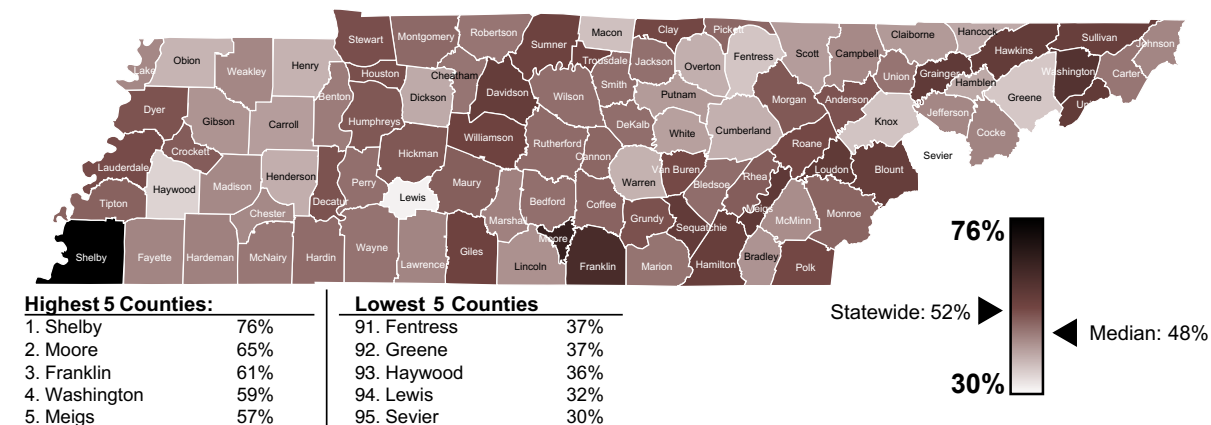 Stewart Montgomery Robertson Sumner Macon Clay Pickett Claiborne Hancock Hawkins Sullivan Johnson
Lake Obion Weakley Henry Houston Cheatham Trousdale Jackson Overton Fentress Scott Campbell Union Grainger Hamblen Washington Carter
Dyer Gibson Carroll Benton Humphreys Dickson Davidson Wilson Smith Putnam Morgan Anderson Knox Jefferson Greene Un
Lauderdale Crockett Henderson Decatur Perry Hickman Williamson Rutherford Cannon DeKalb White Cumberland Roane Loudon Blount Sevier Cocke
Tipton Haywood Madison Chester Lewis Maury Marshall Bedford Coffee Warren Van Buren Bledsoe Rhea Meigs McMinn Monroe
Shelby Fayette Hardeman McNairy Hardin Wayne Lawrence Giles Lincoln Moore Franklin Grundy Marion Sequatchie Hamilton Bradley Polk
76%
Statewide: 52%
Median: 48%
30%
Highest 5 Counties:
1. Shelby 76%
2. Moore 65%
3. Franklin 61%
4. Washington 59%
5. Meigs 57%
Lowest 5 Counties
91. Fentress 37%
92. Greene 37%
93. Haywood 36%
94. Lewis 32%
95. Sevier 30%